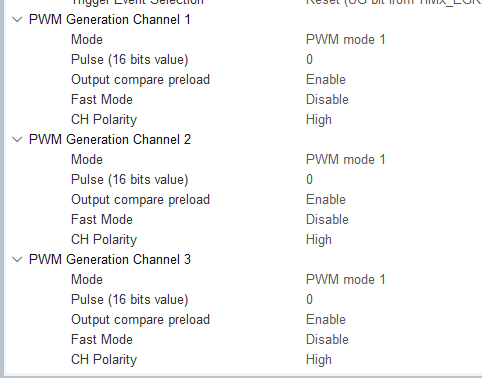 Trigger Event Selection Reset (UG bit from TIMx_EGR
PWM Generation Channel 1
Mode PWM mode 1
Pulse (16 bits value) 0
Output compare preload Enable
Fast Mode Disable
CH Polarity High
PWM Generation Channel 2
Mode PWM mode 1
Pulse (16 bits value) 0
Output compare preload Enable
Fast Mode Disable
CH Polarity High
PWM Generation Channel 3
Mode PWM mode 1
Pulse (16 bits value) 0
Output compare preload Enable
Fast Mode Disable
CH Polarity High